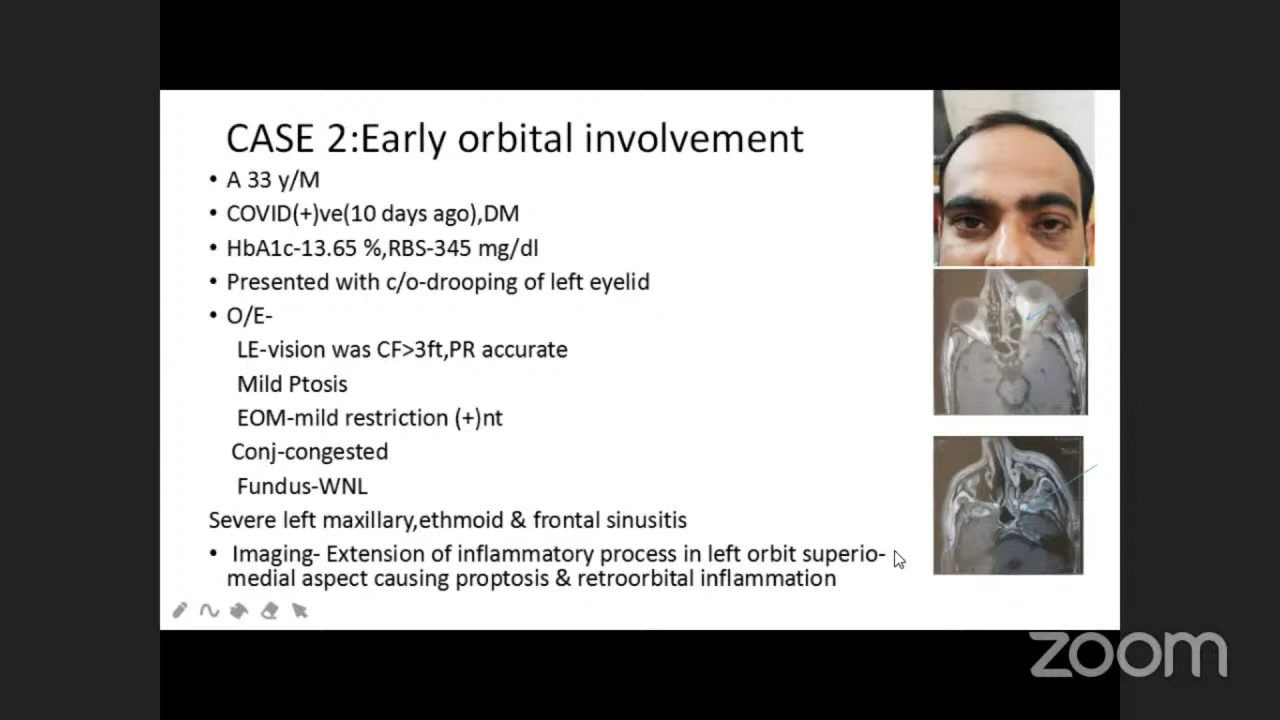 CASE 2:Early orbital involvement
• A 33 y/M
• COVID(+)ve(10 days ago),DM
• HbA1c-13.65 %,RBS-345 mg/dl
• Presented with c/o-drooping of left eyelid
• O/E-
LE-vision was CF>3ft,PR accurate
Mild Ptosis
EOM-mild restriction (+)nt
Conj-congested
Fundus-WNL
Severe left maxillary,ethmoid & frontal sinusitis
• Imaging- Extension of inflammatory process in left orbit superio-
medial aspect causing proptosis & retroorbital inflammation
zoom